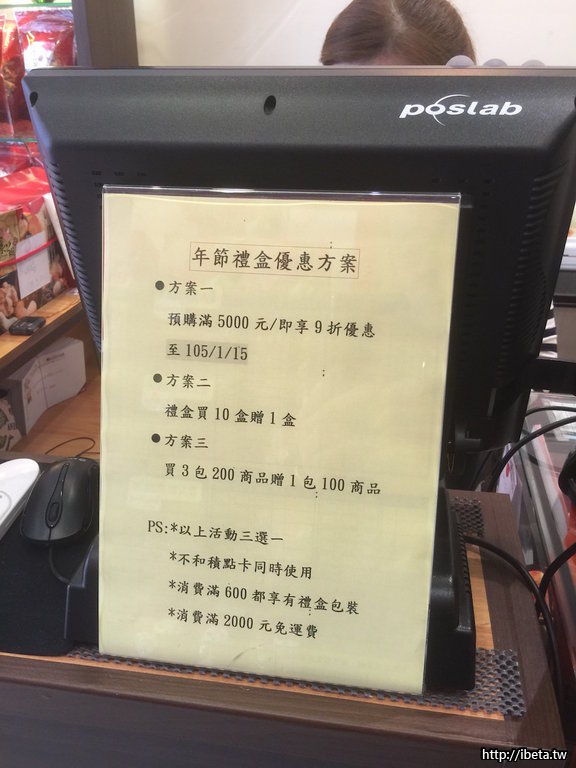 poslab
年節禮盒優惠方案
●方案一
預購滿5000元/即享9折優惠
至105/1/15
●方案二
禮盒買10盒贈1盒
●方案三
買3包200商品贈1包100商品
PS:*以上活動三選一
*不和積點卡同時使用
*消費滿600都享有禮盒包裝
*消費滿2000元免運費
http://ibeta.tw